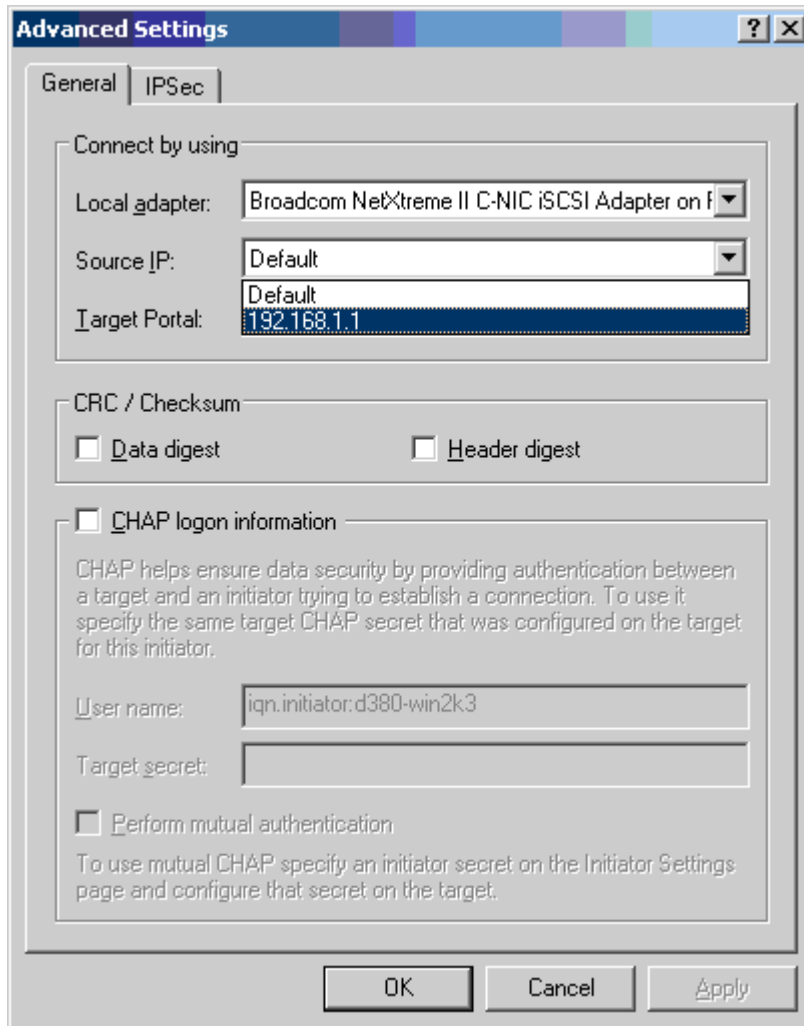 Advanced Settings
General
IPSec
Connect by using
Local adapter:
Broadcom NetXtreme II C-NIC iSCSI Adapter on
Source IP:
Default
Default
Target Portal:
192.168.1.1
CRC / Checksum
Data digest
Header digest
CHAP logon information
CHAP helps ensure data security by providing authentication between
a target and an initiator trying to establish a connection. To use it
specify the same target CHAP secret that was configured on the target
for this initiator.
User name:
iqn.initiator:d380-win2k3
Target secret:
Perform mutual authentication
To use mutual CHAP specify an initiator secret on the Initiator Settings
page and configure that secret on the target.
OK
Cancel
Apply